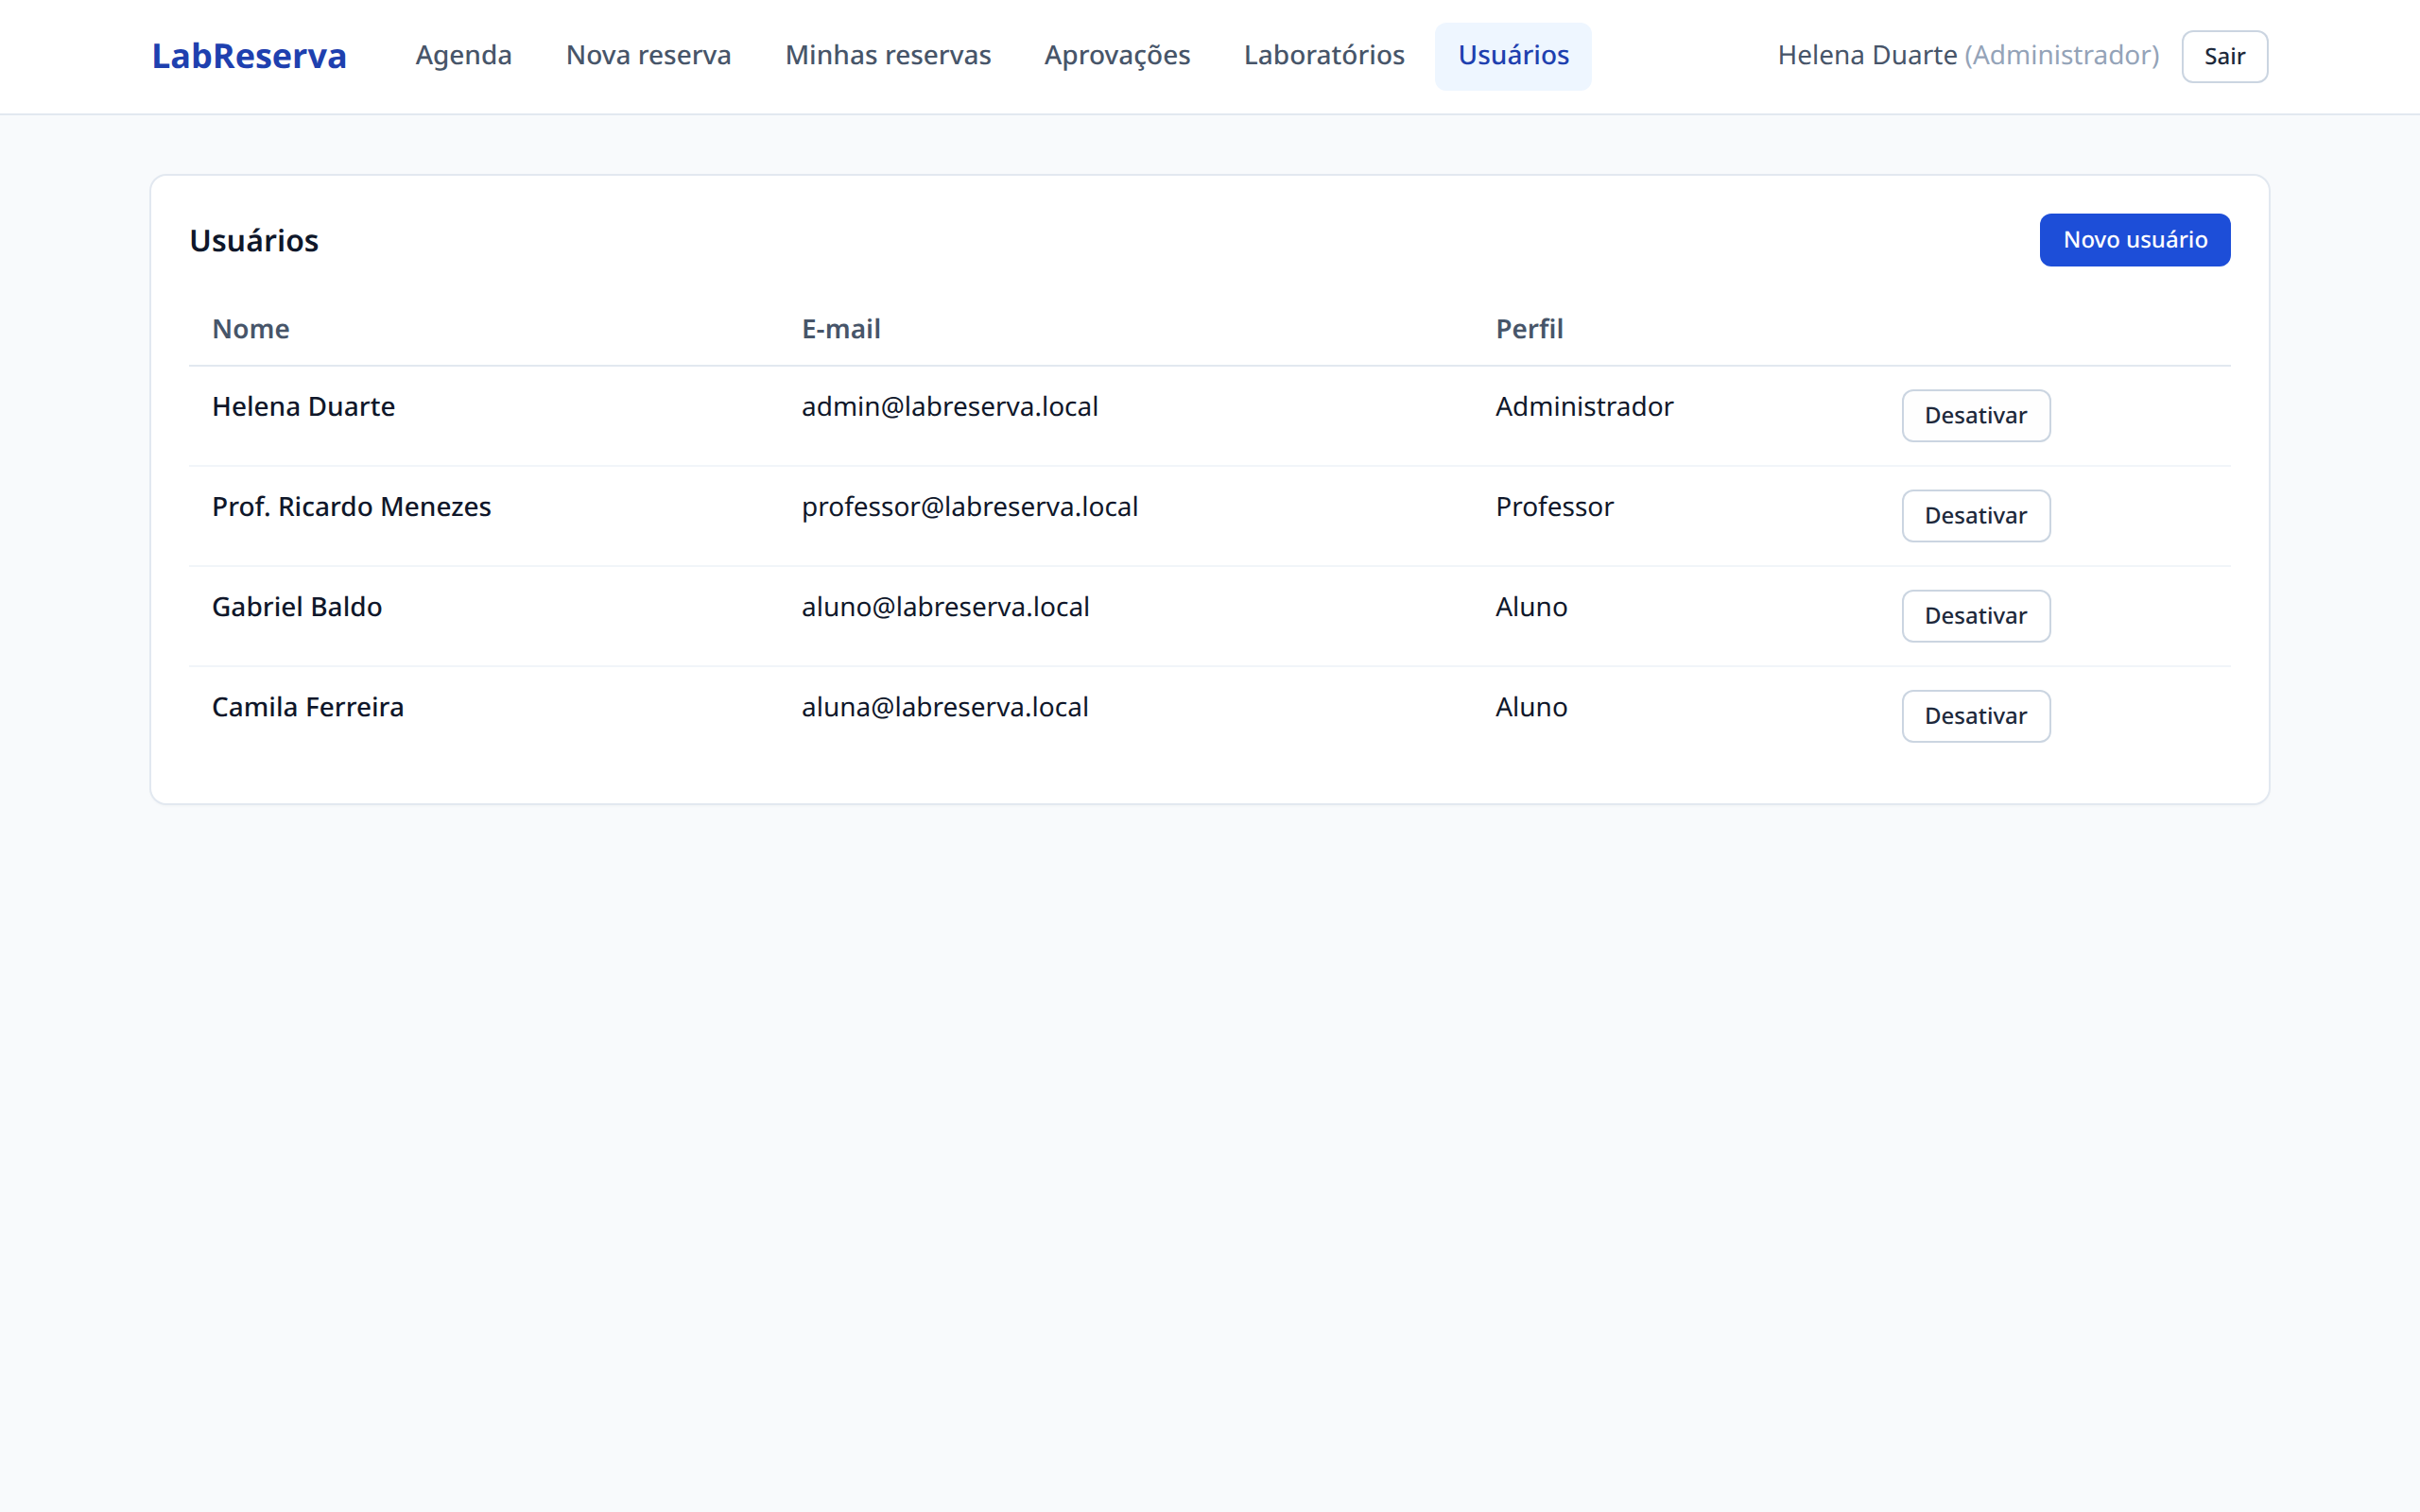 LabReserva Agenda Nova reserva Minhas reservas Aprovações Laboratórios Usuários Helena Duarte (Administrador) Sair
Usuários Novo usuário
Nome E-mail Perfil
Helena Duarte admin@labreserva.local Administrador Desativar
Prof. Ricardo Menezes professor@labreserva.local Professor Desativar
Gabriel Baldo aluno@labreserva.local Aluno Desativar
Camila Ferreira aluna@labreserva.local Aluno Desativar